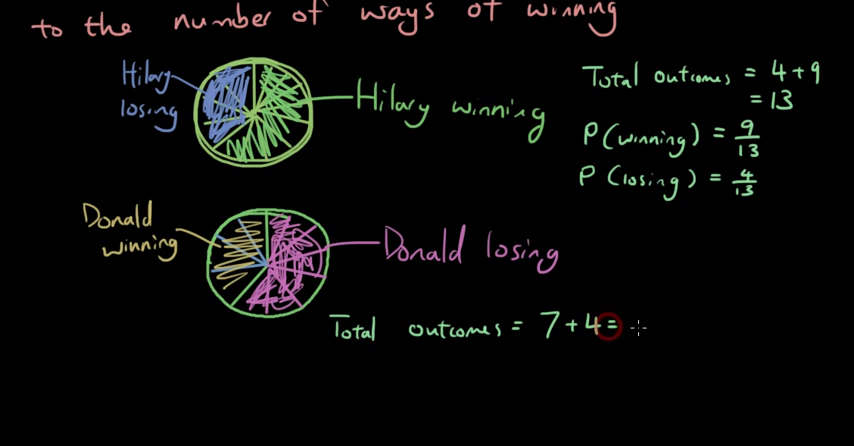 to the number of ways of winning
Hilary
losing
Hilary winning
Total outcomes = 4+9
= 13
P(winning) = 9/13
P(losing) = 4/13
Donald
winning
Donald losing
Total outcomes = 7+4=